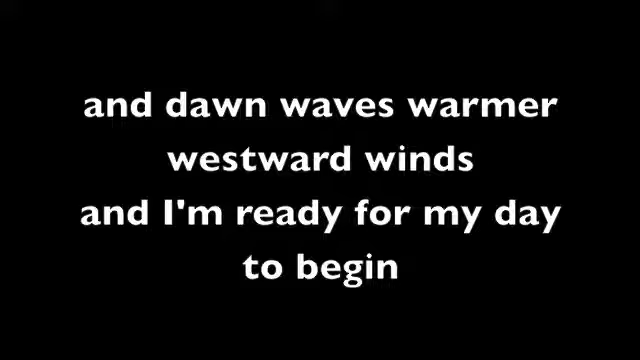 and dawn waves warmer
westward winds
and I'm ready for my day
to begin